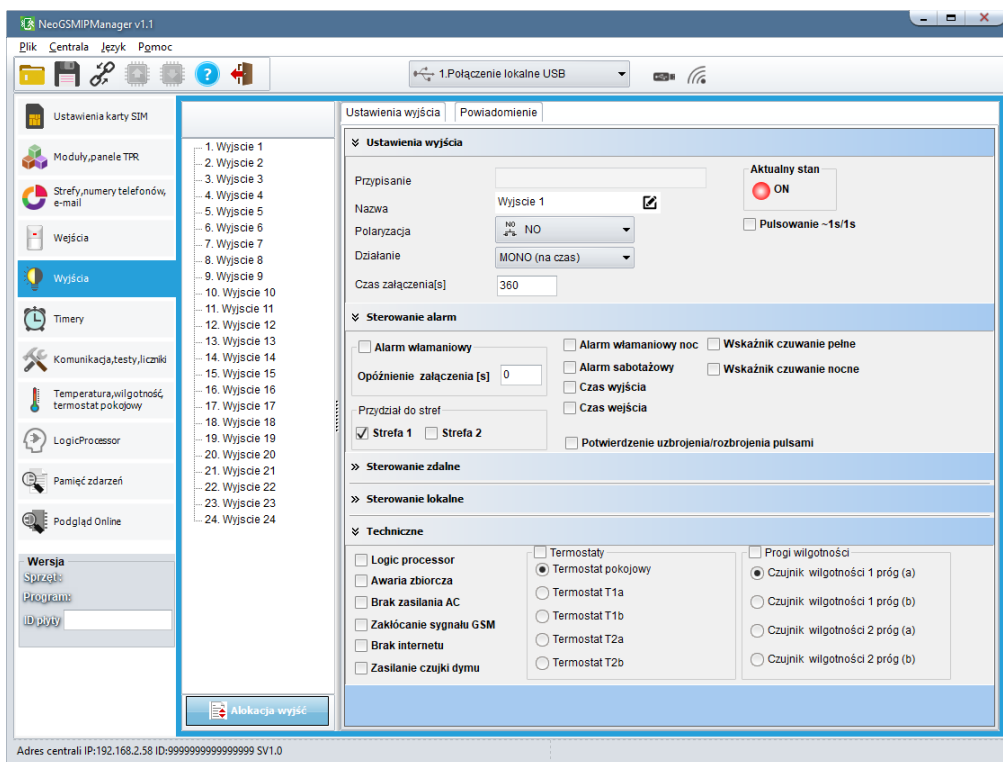 NeoGSMIPManager v1.1
Plik Centrala Język Pomoc
1.Połączenie lokalne USB
Ustawienia karty SIM
Moduły,panele TPR
Strefy,numery telefonów,
e-mail
Wejścia
Wyjścia
Timery
Komunikacja,testy,liczniki
Temperatura,wilgotność,
termostat pokojowy
LogicProcessor
Pamięć zdarzeń
Podgląd Online
Wersja
Sprzęt:
Program:
ID płyty
1. Wyjscie 1
2. Wyjscie 2
3. Wyjscie 3
4. Wyjscie 4
5. Wyjscie 5
6. Wyjscie 6
7. Wyjscie 7
8. Wyjscie 8
9. Wyjscie 9
10. Wyjscie 10
11. Wyjscie 11
12. Wyjscie 12
13. Wyjscie 13
14. Wyjscie 14
15. Wyjscie 15
16. Wyjscie 16
17. Wyjscie 17
18. Wyjscie 18
19. Wyjscie 19
20. Wyjscie 20
21. Wyjscie 21
22. Wyjscie 22
23. Wyjscie 23
24. Wyjscie 24
Alokacja wyjść
Ustawienia wyjścia Powiadomienie
Ustawienia wyjścia
Przypisanie
Nazwa Wyjscie 1
Polaryzacja NO NO
Działanie MONO (na czas)
Czas załączenia[s] 360
Aktualny stan
ON
Pulsowanie ~1s/1s
Sterowanie alarm
Alarm włamaniowy
Opóźnienie załączenia [s] 0
Przydział do stref
Strefa 1 Strefa 2
Alarm włamaniowy noc Wskaźnik czuwanie pełne
Alarm sabotażowy Wskaźnik czuwanie nocne
Czas wyjścia
Czas wejścia
Potwierdzenie uzbrojenia/rozbrojenia pulsami
Sterowanie zdalne
Sterowanie lokalne
Techniczne
Logic processor
Awaria zbiorcza
Brak zasilania AC
Zakłócanie sygnału GSM
Brak internetu
Zasilanie czujki dymu
Termostaty
Termostat pokojowy
Termostat T1a
Termostat T1b
Termostat T2a
Termostat T2b
Progi wilgotności
Czujnik wilgotności 1 próg (a)
Czujnik wilgotności 1 próg (b)
Czujnik wilgotności 2 próg (a)
Czujnik wilgotności 2 próg (b)
Adres centrali IP:192.168.2.58 ID:9999999999999999 SV1.0